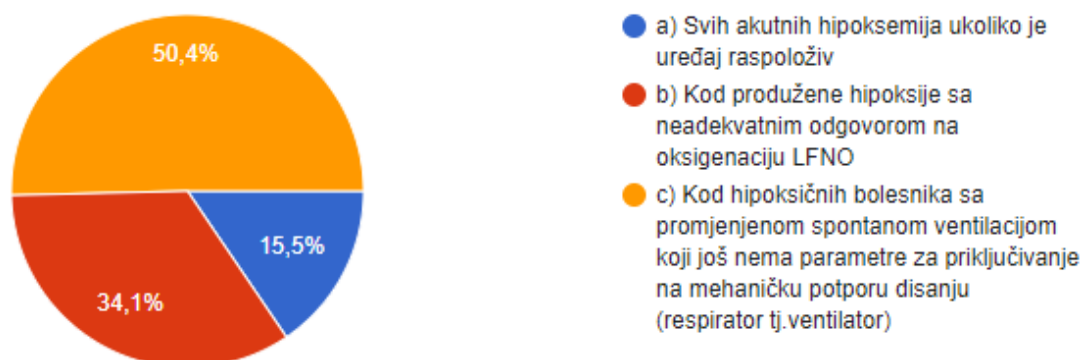 50,4%
15,5%
34,1%
a) Svih akutnih hipoksemija ukoliko je
uređaj raspoloživ
b) Kod produžene hipoksije sa
neadekvatnim odgovorom na
oksigenaciju LFNO
c) Kod hipoksičnih bolesnika sa
promjenjenom spontanom ventilacijom
koji još nema parametre za priključivanje
na mehaničku potporu disanju
(respirator tj.ventilator)